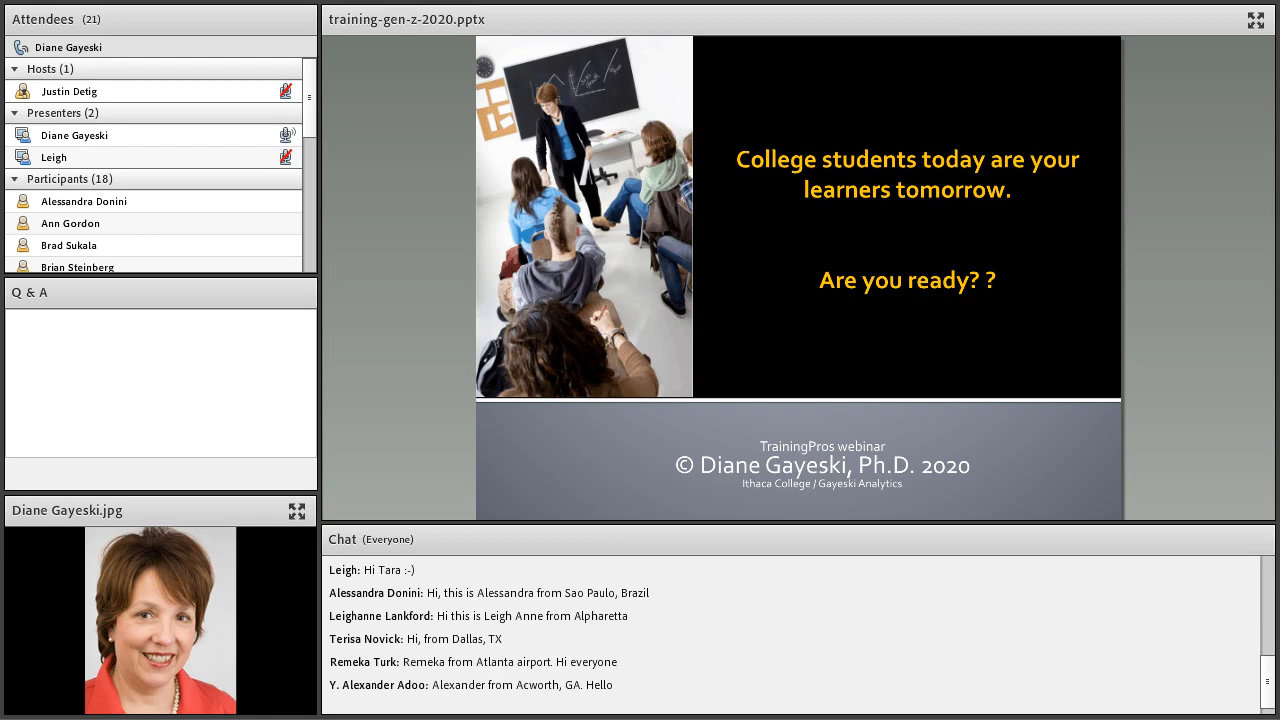 Attendees (21)
Diane Gayeski
Hosts (1)
Justin Detig
Presenters (2)
Diane Gayeski
Leigh
Participants (18)
Alessandra Donini
Ann Gordon
Brad Sukala
Brian Steinberg
Q & A
Diane Gayeski.jpg
training-gen-z-2020.pptx
College students today are your
learners tomorrow.
Are you ready? ?
TrainingPros webinar
© Diane Gayeski, Ph.D. 2020
Ithaca College / Gayeski Analytics
Chat (Everyone)
Leigh: Hi Tara :-)
Alessandra Donini: Hi, this is Alessandra from Sao Paulo, Brazil
Leighanne Lankford: Hi this is Leigh Anne from Alpharetta
Terisa Novick: Hi, from Dallas, TX
Remeka Turk: Remeka from Atlanta airport. Hi everyone
Y. Alexander Adoo: Alexander from Acworth, GA. Hello